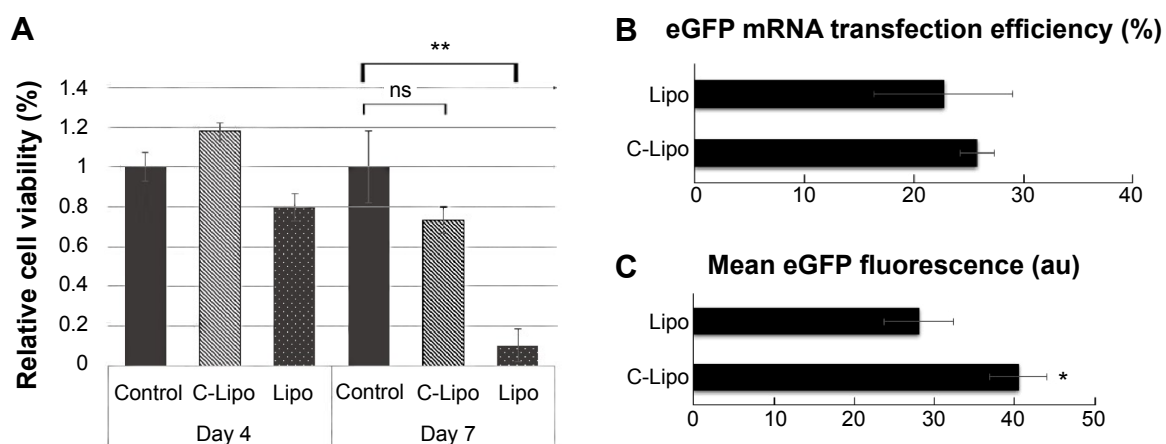 A
Relative cell viability (%)
1.4
1.2
1
0.8
0.6
0.4
0.2
0
**
ns
Control C-Lipo Lipo Control C-Lipo Lipo
Day 4 Day 7
B eGFP mRNA transfection efficiency (%)
Lipo
C-Lipo
0 10 20 30 40
C Mean eGFP fluorescence (au)
Lipo
C-Lipo *
0 10 20 30 40 50